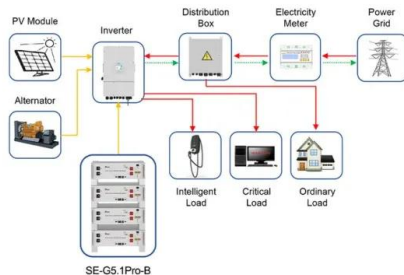 PV Module
Inverter
Distribution
Box
Electricity
Meter
Power
Grid
Alternator
Intelligent
Load
Critical
Load
Ordinary
Load
SE-G5.1Pro-B